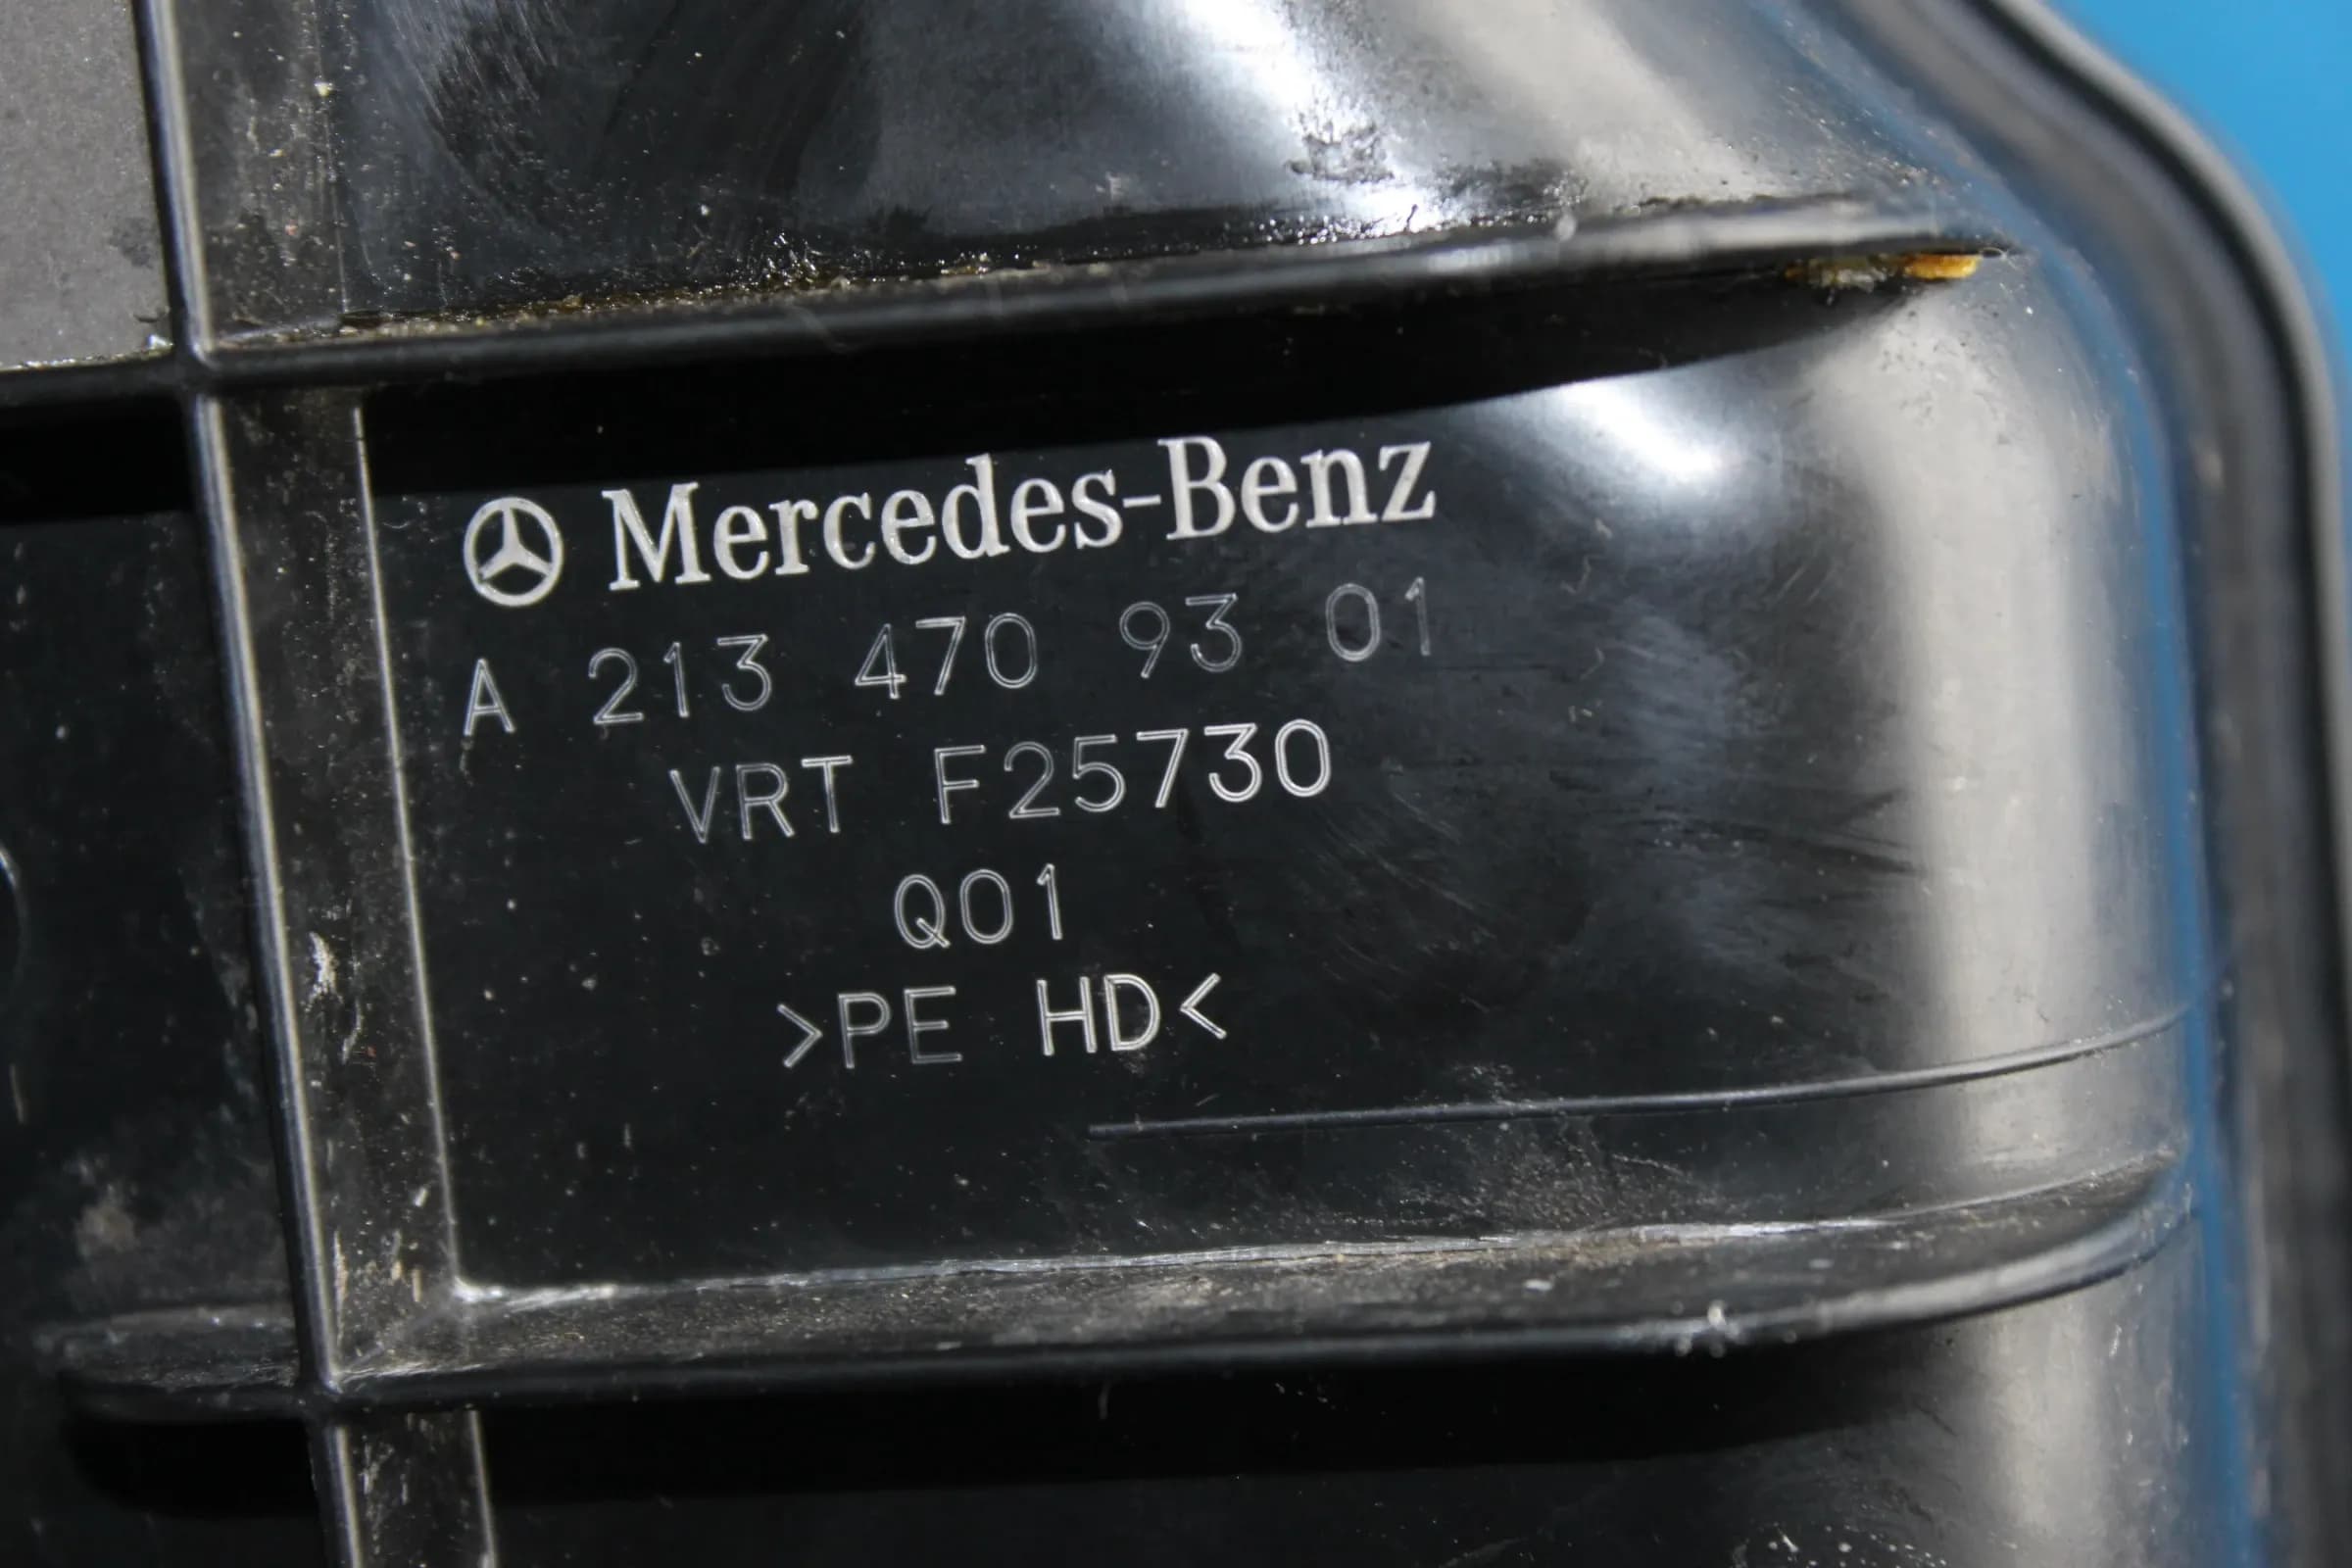 Mercedes-Benz
A 213 470 93 01
VRT F25730
Q01
>PE HD<